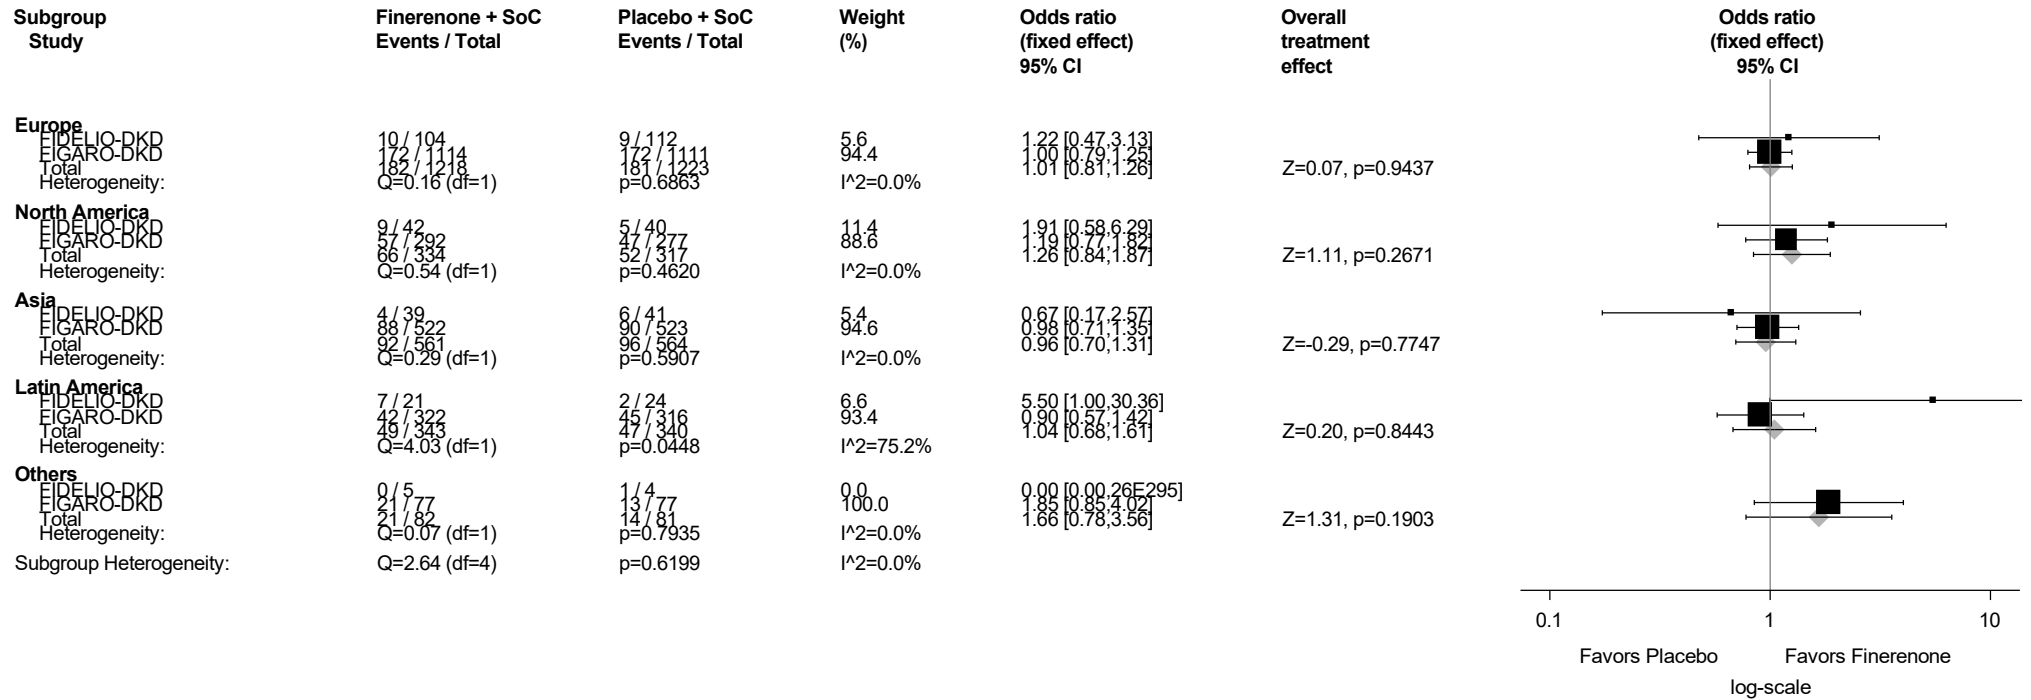 Subgroup Finerenone + SoC Placebo + SoC Weight Odds ratio Overall Odds ratio
Study Events / Total Events / Total (%) (fixed effect) treatment (fixed effect)
95% CI effect 95% CI
Europe
FIDELIO-DKD 10 / 104 9 / 112 5.6 1.22 [0.47,3.13]
FIGARO-DKD 172 / 1114 172 / 1111 94.4 1.00 [0.79,1.25]
Total 182 / 1218 181 / 1223 1.01 [0.81,1.26] Z=0.07, p=0.9437
Heterogeneity: Q=0.16 (df=1) p=0.6863 I^2=0.0%
North America
FIDELIO-DKD 9 / 42 5 / 40 11.4 1.91 [0.58,6.29]
FIGARO-DKD 57 / 292 47 / 277 88.6 1.19 [0.77,1.82]
Total 66 / 334 52 / 317 1.26 [0.84,1.87] Z=1.11, p=0.2671
Heterogeneity: Q=0.54 (df=1) p=0.4620 I^2=0.0%
Asia
FIDELIO-DKD 4 / 39 6 / 41 5.4 0.67 [0.17,2.57]
FIGARO-DKD 88 / 522 90 / 523 94.6 0.98 [0.71,1.35]
Total 92 / 561 96 / 564 0.96 [0.70,1.31] Z=-0.29, p=0.7747
Heterogeneity: Q=0.29 (df=1) p=0.5907 I^2=0.0%
Latin America
FIDELIO-DKD 7 / 21 2 / 24 6.6 5.50 [1.00,30.36]
FIGARO-DKD 42 / 322 45 / 316 93.4 0.90 [0.57,1.42]
Total 49 / 343 47 / 340 1.04 [0.68,1.61] Z=0.20, p=0.8443
Heterogeneity: Q=4.03 (df=1) p=0.0448 I^2=75.2%
Others
FIDELIO-DKD 0 / 5 1 / 4 0.0 0.00 [0.00,26E295]
FIGARO-DKD 21 / 77 13 / 77 100.0 1.85 [0.85,4.02]
Total 21 / 82 14 / 81 1.66 [0.78,3.56] Z=1.31, p=0.1903
Heterogeneity: Q=0.07 (df=1) p=0.7935 I^2=0.0%
Subgroup Heterogeneity: Q=2.64 (df=4) p=0.6199 I^2=0.0%
0.1 1 10
Favors Placebo Favors Finerenone
log-scale